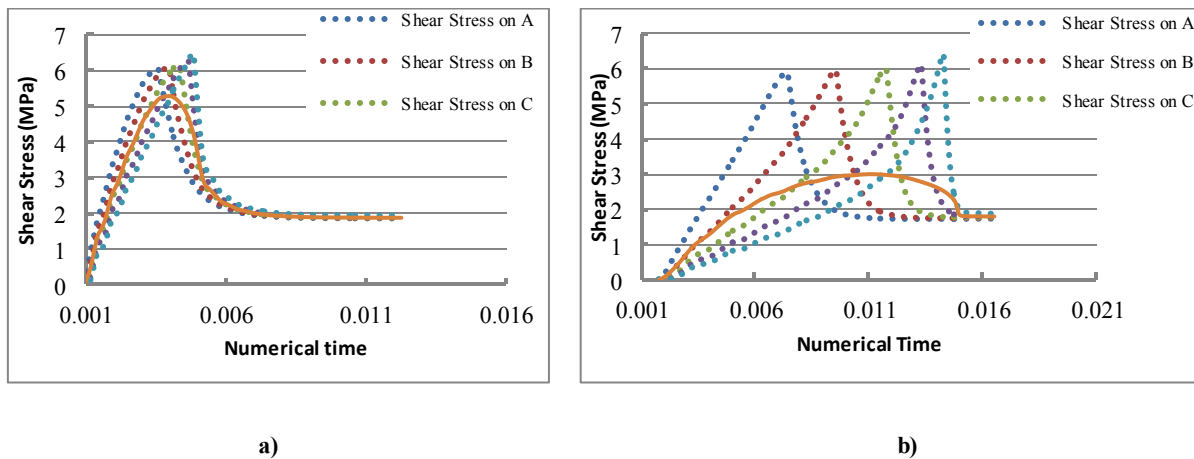 Shear Stress on A
Shear Stress on B
Shear Stress on C
Shear Stress (MPa)
7
6
5
4
3
2
1
0
0.001 0.006 0.011 0.016
Numerical time
a)
Shear Stress on A
Shear Stress on B
Shear Stress on C
Shear Stress (MPa)
7
6
5
4
3
2
1
0
0.001 0.006 0.011 0.016 0.021
Numerical Time
b)